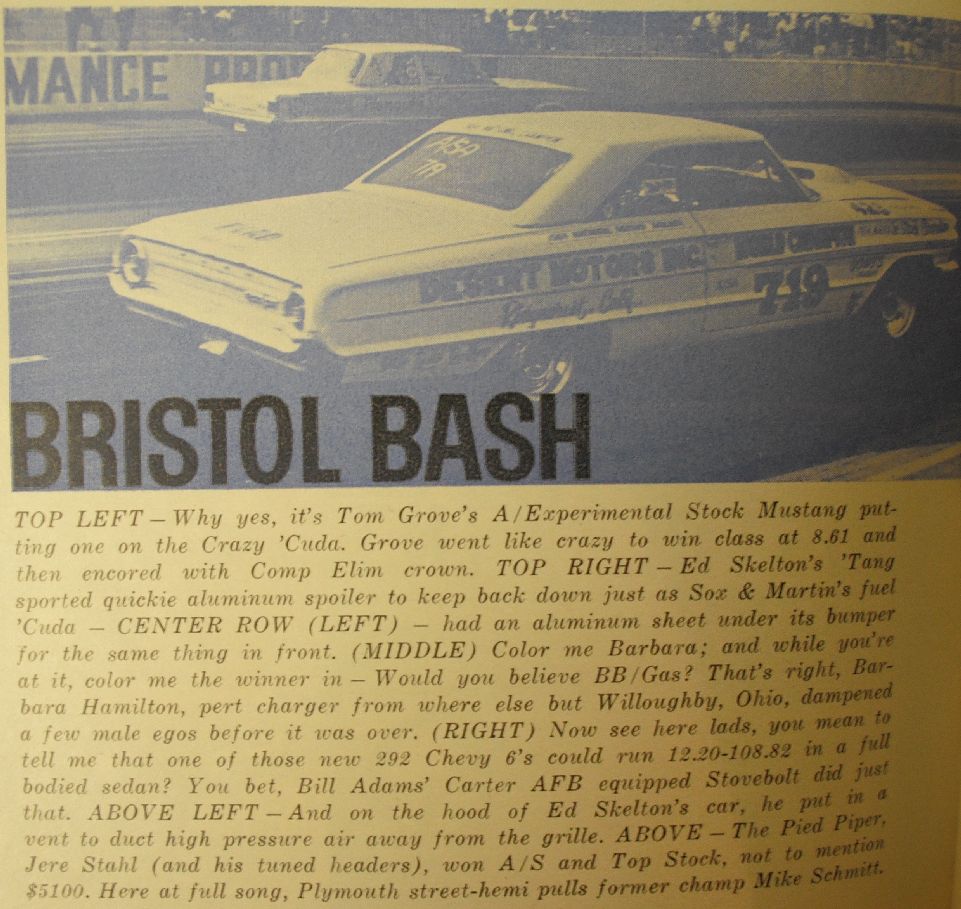 MANCE PROD
A/SA
7A
FORD
DESERT MOTORS INC.
719
BRISTOL BASH
TOP LEFT – Why yes, it's Tom Grove's A/Experimental Stock Mustang put-
ting one on the Crazy 'Cuda. Grove went like crazy to win class at 8.61 and
then encored with Comp Elim crown. TOP RIGHT – Ed Skelton's 'Tang
sported quickie aluminum spoiler to keep back down just as Sox & Martin's fuel
'Cuda – CENTER ROW (LEFT) – had an aluminum sheet under its bumper
for the same thing in front. (MIDDLE) Color me Barbara; and while you're
at it, color me the winner in – Would you believe BB/Gas? That's right, Bar-
bara Hamilton, pert charger from where else but Willoughby, Ohio, dampened
a few male egos before it was over. (RIGHT) Now see here lads, you mean to
tell me that one of those new 292 Chevy 6's could run 12.20-108.82 in a full
bodied sedan? You bet, Bill Adams' Carter AFB equipped Stovebolt did just
that. ABOVE LEFT – And on the hood of Ed Skelton's car, he put in a
vent to duct high pressure air away from the grille. ABOVE – The Pied Piper,
Jere Stahl (and his tuned headers), won A/S and Top Stock, not to mention
$5100. Here at full song, Plymouth street-hemi pulls former champ Mike Schmitt.